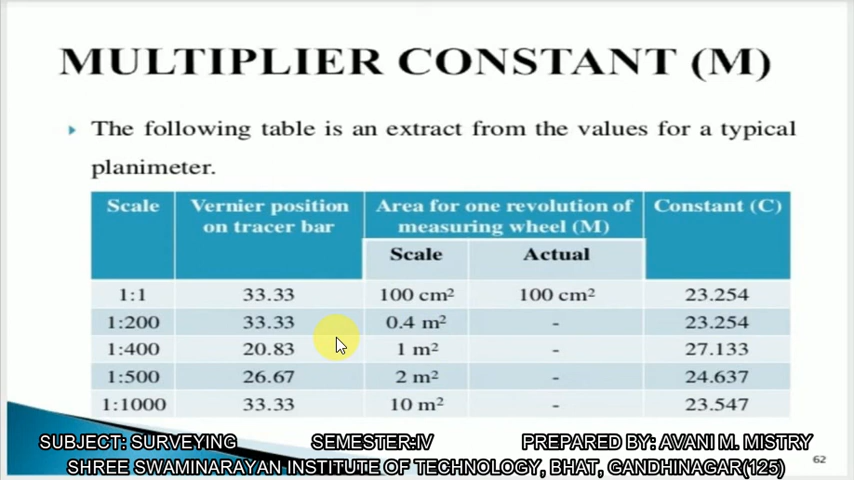 MULTIPLIER CONSTANT (M)
The following table is an extract from the values for a typical
planimeter.
Scale Vernier position on tracer bar Area for one revolution of measuring wheel (M) Constant (C)
Scale Actual
1:1 33.33 100 cm² 100 cm² 23.254
1:200 33.33 0.4 m² - 23.254
1:400 20.83 1 m² - 27.133
1:500 26.67 2 m² - 24.637
1:1000 33.33 10 m² - 23.547
SUBJECT: SURVEYING SEMESTER:IV PREPARED BY: AVANI M. MISTRY
SHREE SWAMINARAYAN INSTITUTE OF TECHNOLOGY, BHAT, GANDHINAGAR(125)
62